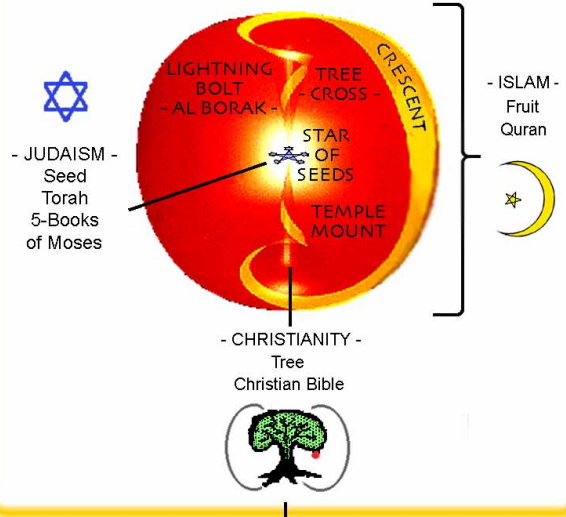 LIGHTNING
BOLT
- AL BORAK -
TREE
- CROSS -
CRESCENT
STAR
OF
SEEDS
TEMPLE
MOUNT
- JUDAISM -
Seed
Torah
5-Books
of Moses
- ISLAM -
Fruit
Quran
- CHRISTIANITY -
Tree
Christian Bible